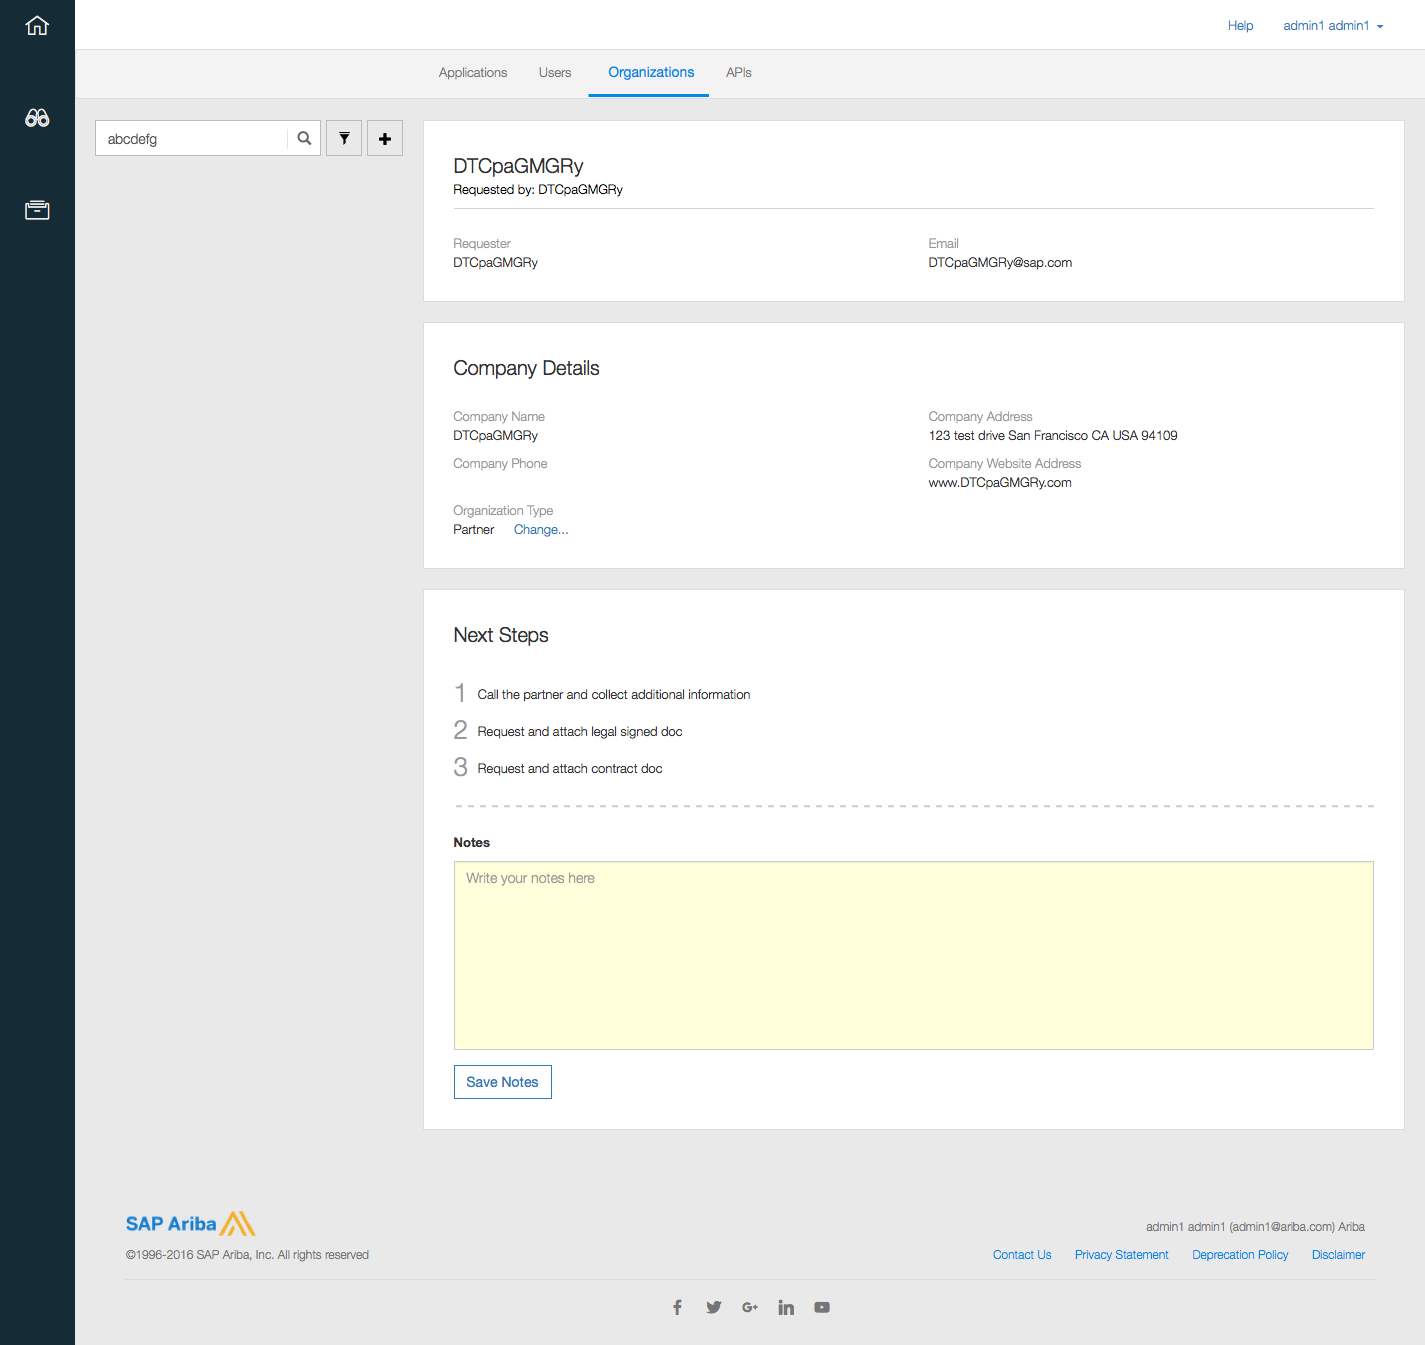 Help admin1 admin1
Applications Users Organizations APIs
abcdefg
DTCpaGMGRy
Requested by: DTCpaGMGRy
Requester Email
DTCpaGMGRy DTCpaGMGRy@sap.com
Company Details
Company Name Company Address
DTCpaGMGRy 123 test drive San Francisco CA USA 94109
Company Phone Company Website Address
www.DTCpaGMGRy.com
Organization Type
Partner Change...
Next Steps
1 Call the partner and collect additional information
2 Request and attach legal signed doc
3 Request and attach contract doc
Notes
Write your notes here
Save Notes
SAP Ariba
admin1 admin1 (admin1@ariba.com) Ariba
©1996-2016 SAP Ariba, Inc. All rights reserved Contact Us Privacy Statement Deprecation Policy Disclaimer